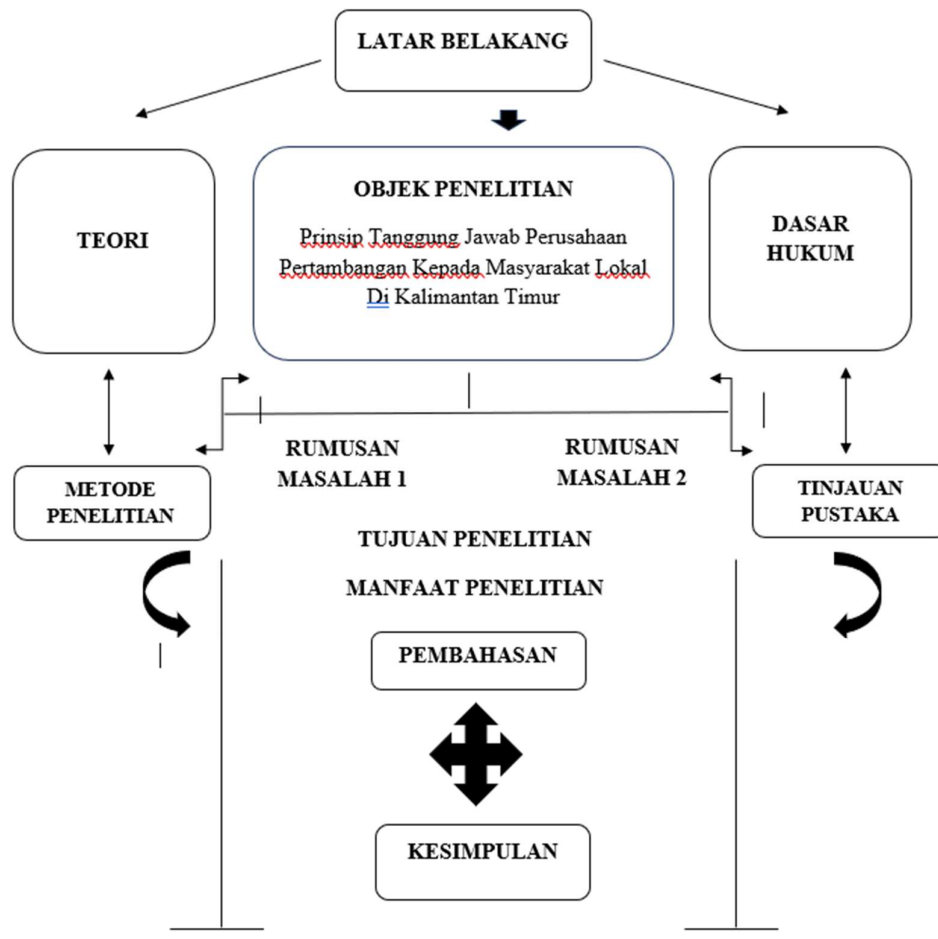 LATAR BELAKANG
TEORI
OBJEK PENELITIAN
Prinsip Tanggung Jawab Perusahaan
Pertambangan Kepada Masyarakat Lokal
Di Kalimantan Timur
DASAR
HUKUM
RUMUSAN
MASALAH 1
RUMUSAN
MASALAH 2
METODE
PENELITIAN
TINJAUAN
PUSTAKA
TUJUAN PENELITIAN
MANFAAT PENELITIAN
PEMBAHASAN
KESIMPULAN